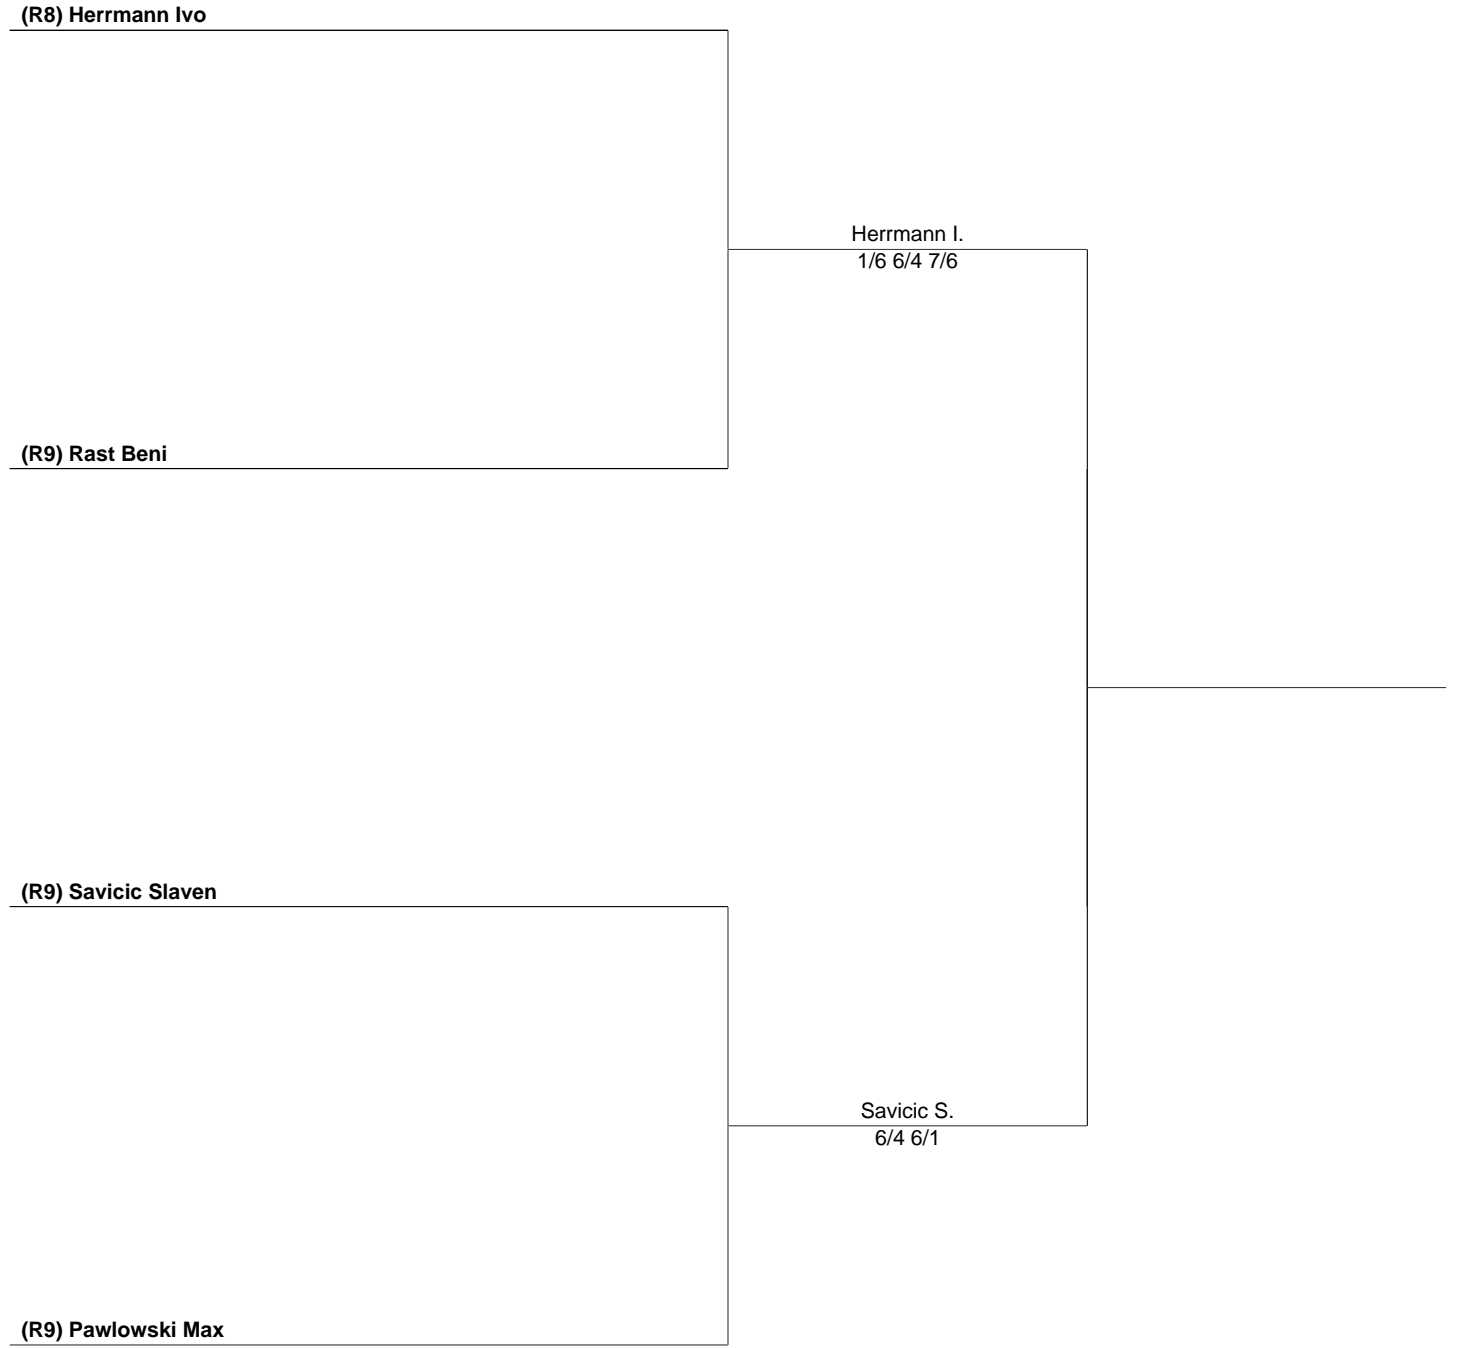 (R8) Herrmann Ivo
Herrmann I.
1/6 6/4 7/6
(R9) Rast Beni
(R9) Savicic Slaven
Savicic S.
6/4 6/1
(R9) Pawlowski Max